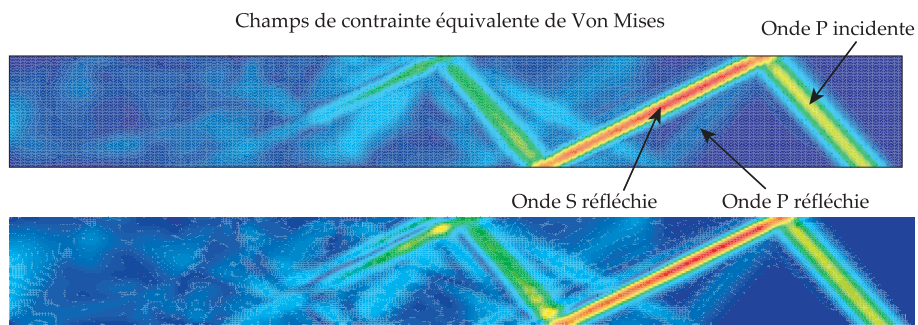 Champs de contrainte équivalente de Von Mises
Onde P incidente
Onde S réfléchie
Onde P réfléchie